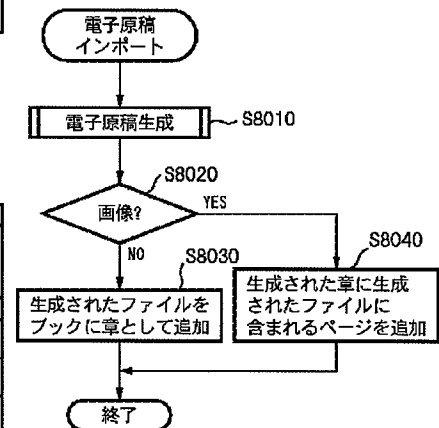 電子原稿
インポート
電子原稿生成
S8010
S8020
画像?
YES
NO
S8030
S8040
生成されたファイルを
ブックに章として追加
生成された章に生成
されたファイルに
含まれるページを追加
終了